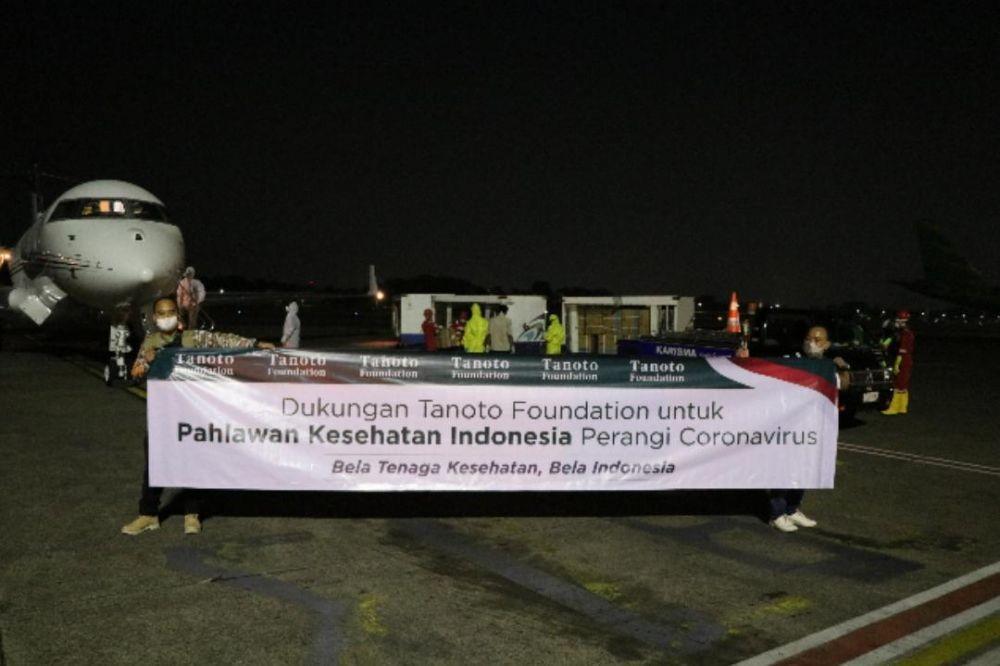 Tanoto Tanoto Tanoto Tanoto Tanoto Tanoto
Foundation Foundation Foundation Foundation Foundation Foundation
Dukungan Tanoto Foundation untuk
Pahlawan Kesehatan Indonesia Perangi Coronavirus
Bela Tenaga Kesehatan, Bela Indonesia
KARISMA